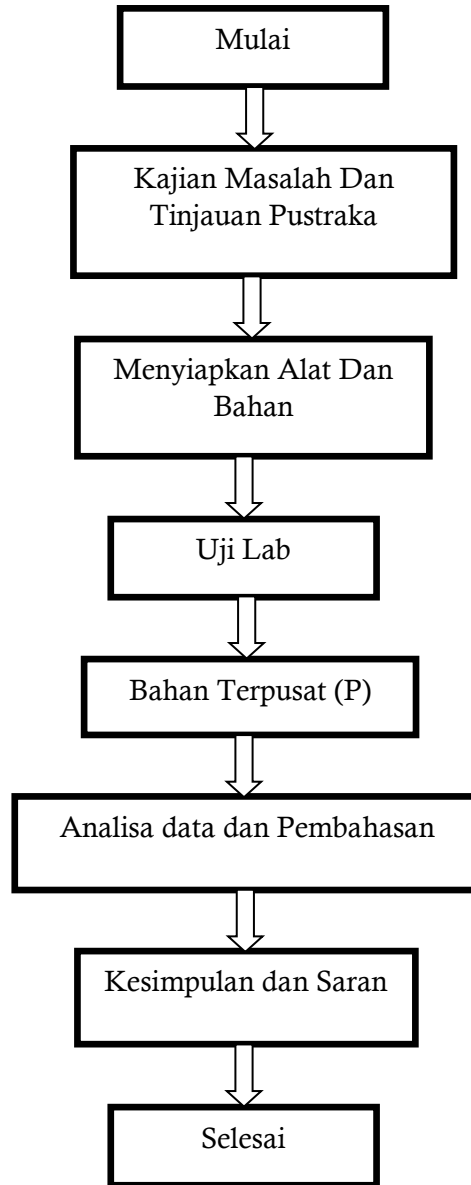 Mulai
Kajian Masalah Dan
Tinjauan Pustraka
Menyiapkan Alat Dan
Bahan
Uji Lab
Bahan Terpusat (P)
Analisa data dan Pembahasan
Kesimpulan dan Saran
Selesai